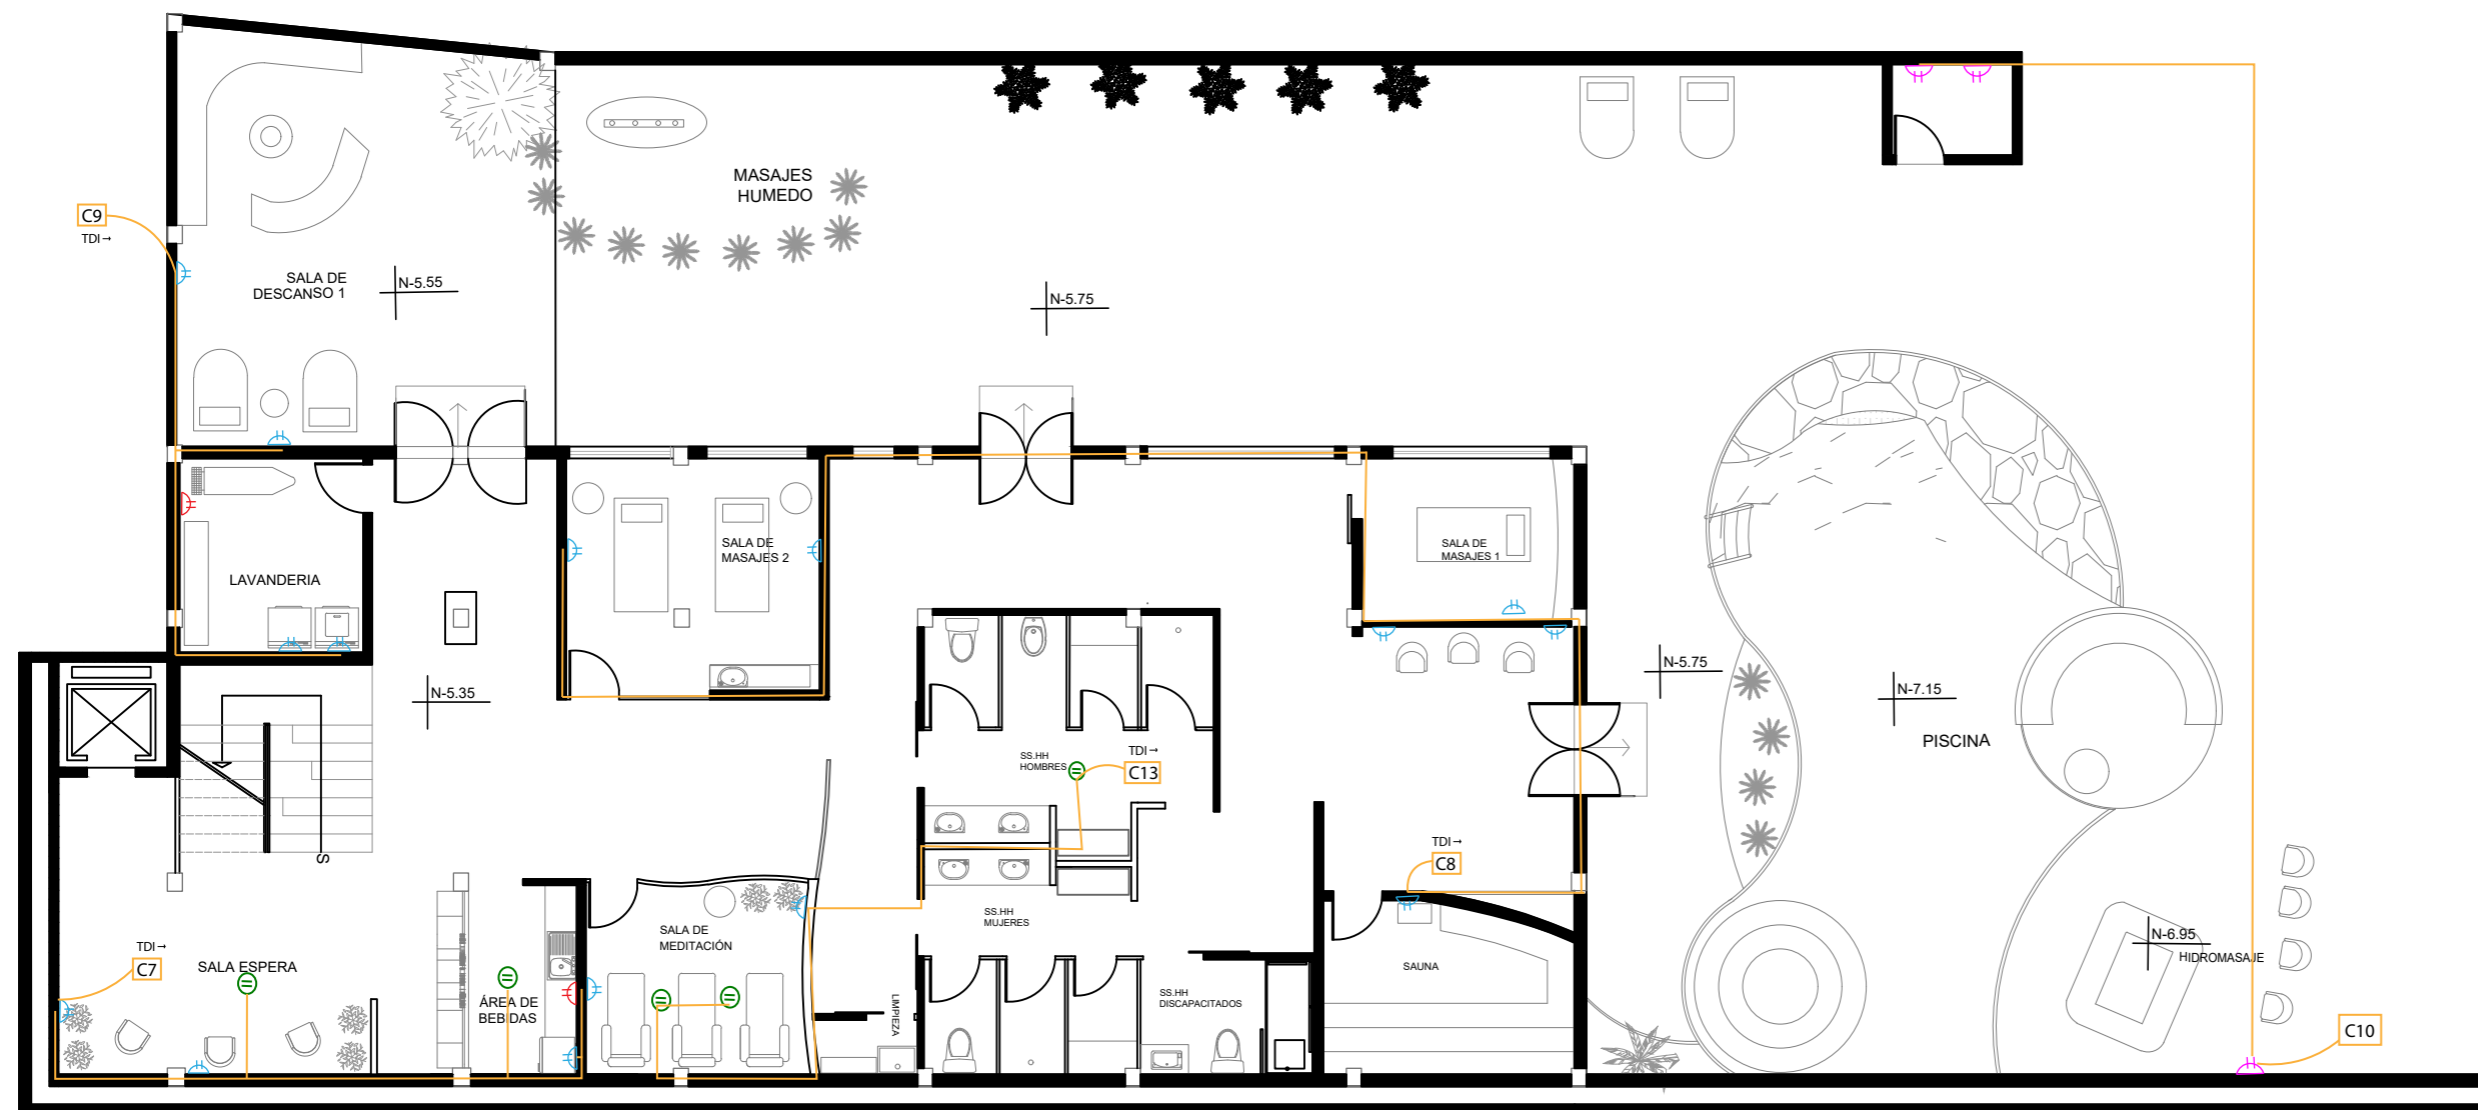 MASAJES
HUMEDO
C9
TDI→
SALA DE
DESCANSO 1
N-5.55
N-5.75
SALA DE
MASAJES 2
SALA DE
MASAJES 1
LAVANDERIA
N-5.35
N-5.75
N-7.15
PISCINA
SS.HH
HOMBRES
TDI→
C13
TDI→
C8
S
SS.HH
MUJERES
SALA DE
MEDITACIÓN
TDI→
C7
SALA ESPERA
ÁREA DE
BEBIDAS
LIMPIEZA
SS.HH
DISCAPACITADOS
SAUNA
N-6.95
HIDROMASAJE
C10